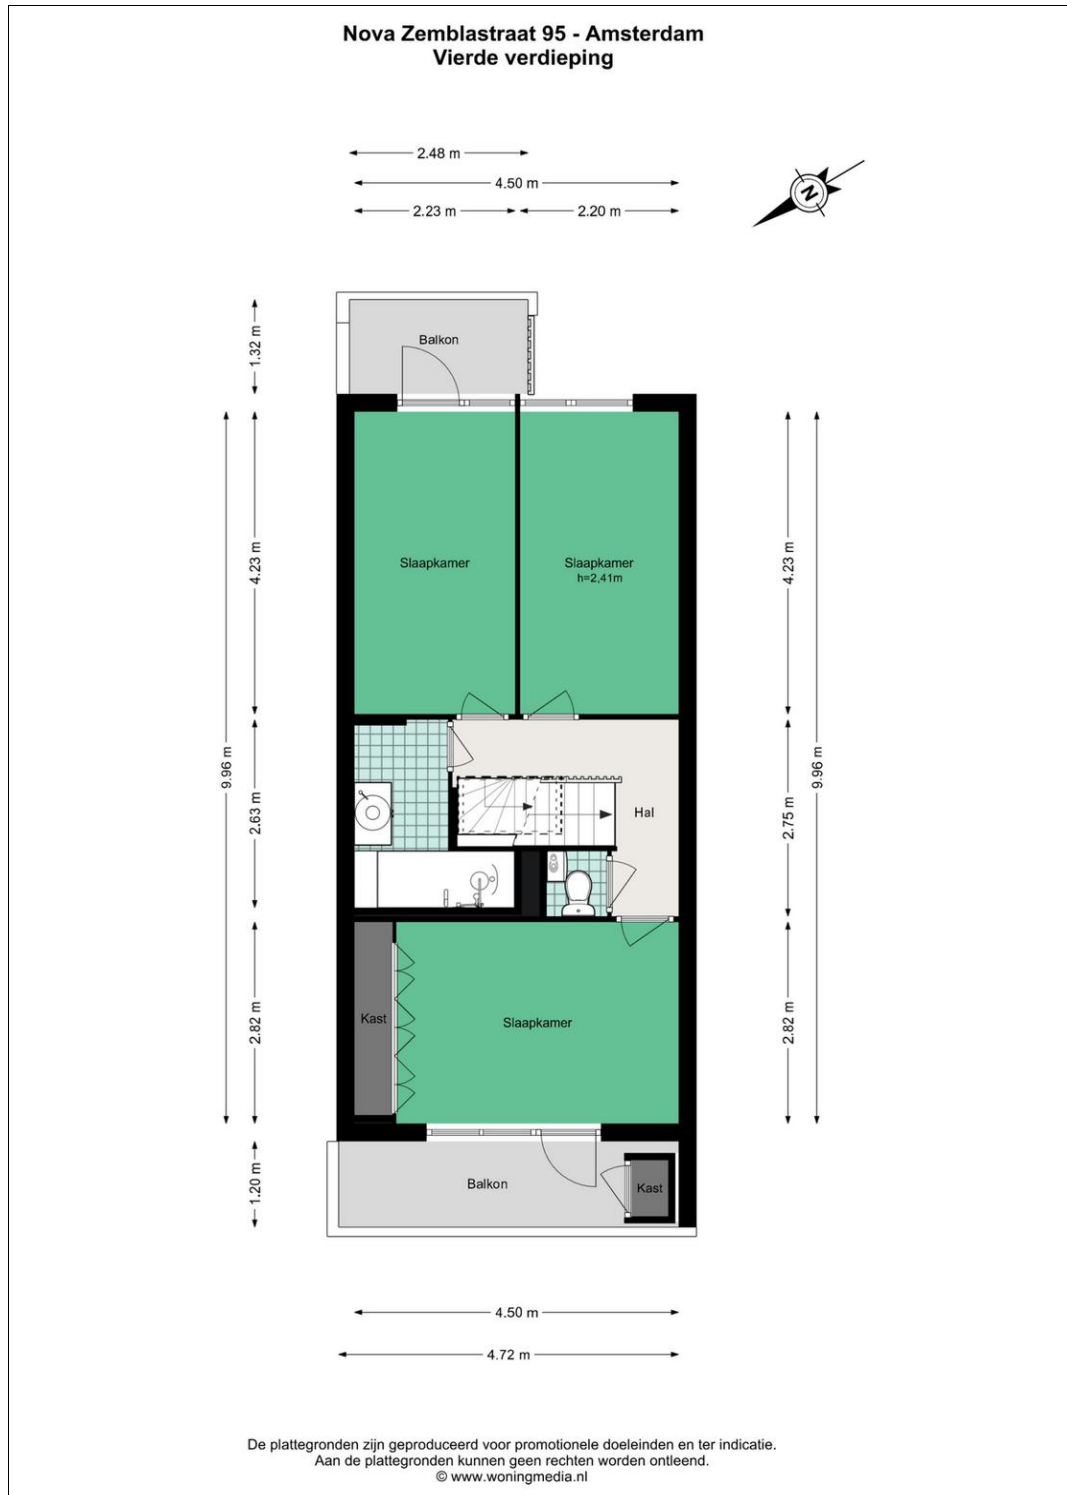 Nova Zemblastraat 95 - Amsterdam
Vierde verdieping
2.48 m
4.50 m
2.23 m
2.20 m
N
1.32 m
Balkon
4.23 m
Slaapkamer
Slaapkamer
h=2,41m
4.23 m
9.96 m
9.96 m
2.63 m
Hal
2.75 m
2.82 m
Kast
Slaapkamer
2.82 m
1.20 m
Balkon
Kast
4.50 m
4.72 m
De plattegronden zijn geproduceerd voor promotionele doeleinden en ter indicatie.
Aan de plattegronden kunnen geen rechten worden ontleend.
© www.woningmedia.nl